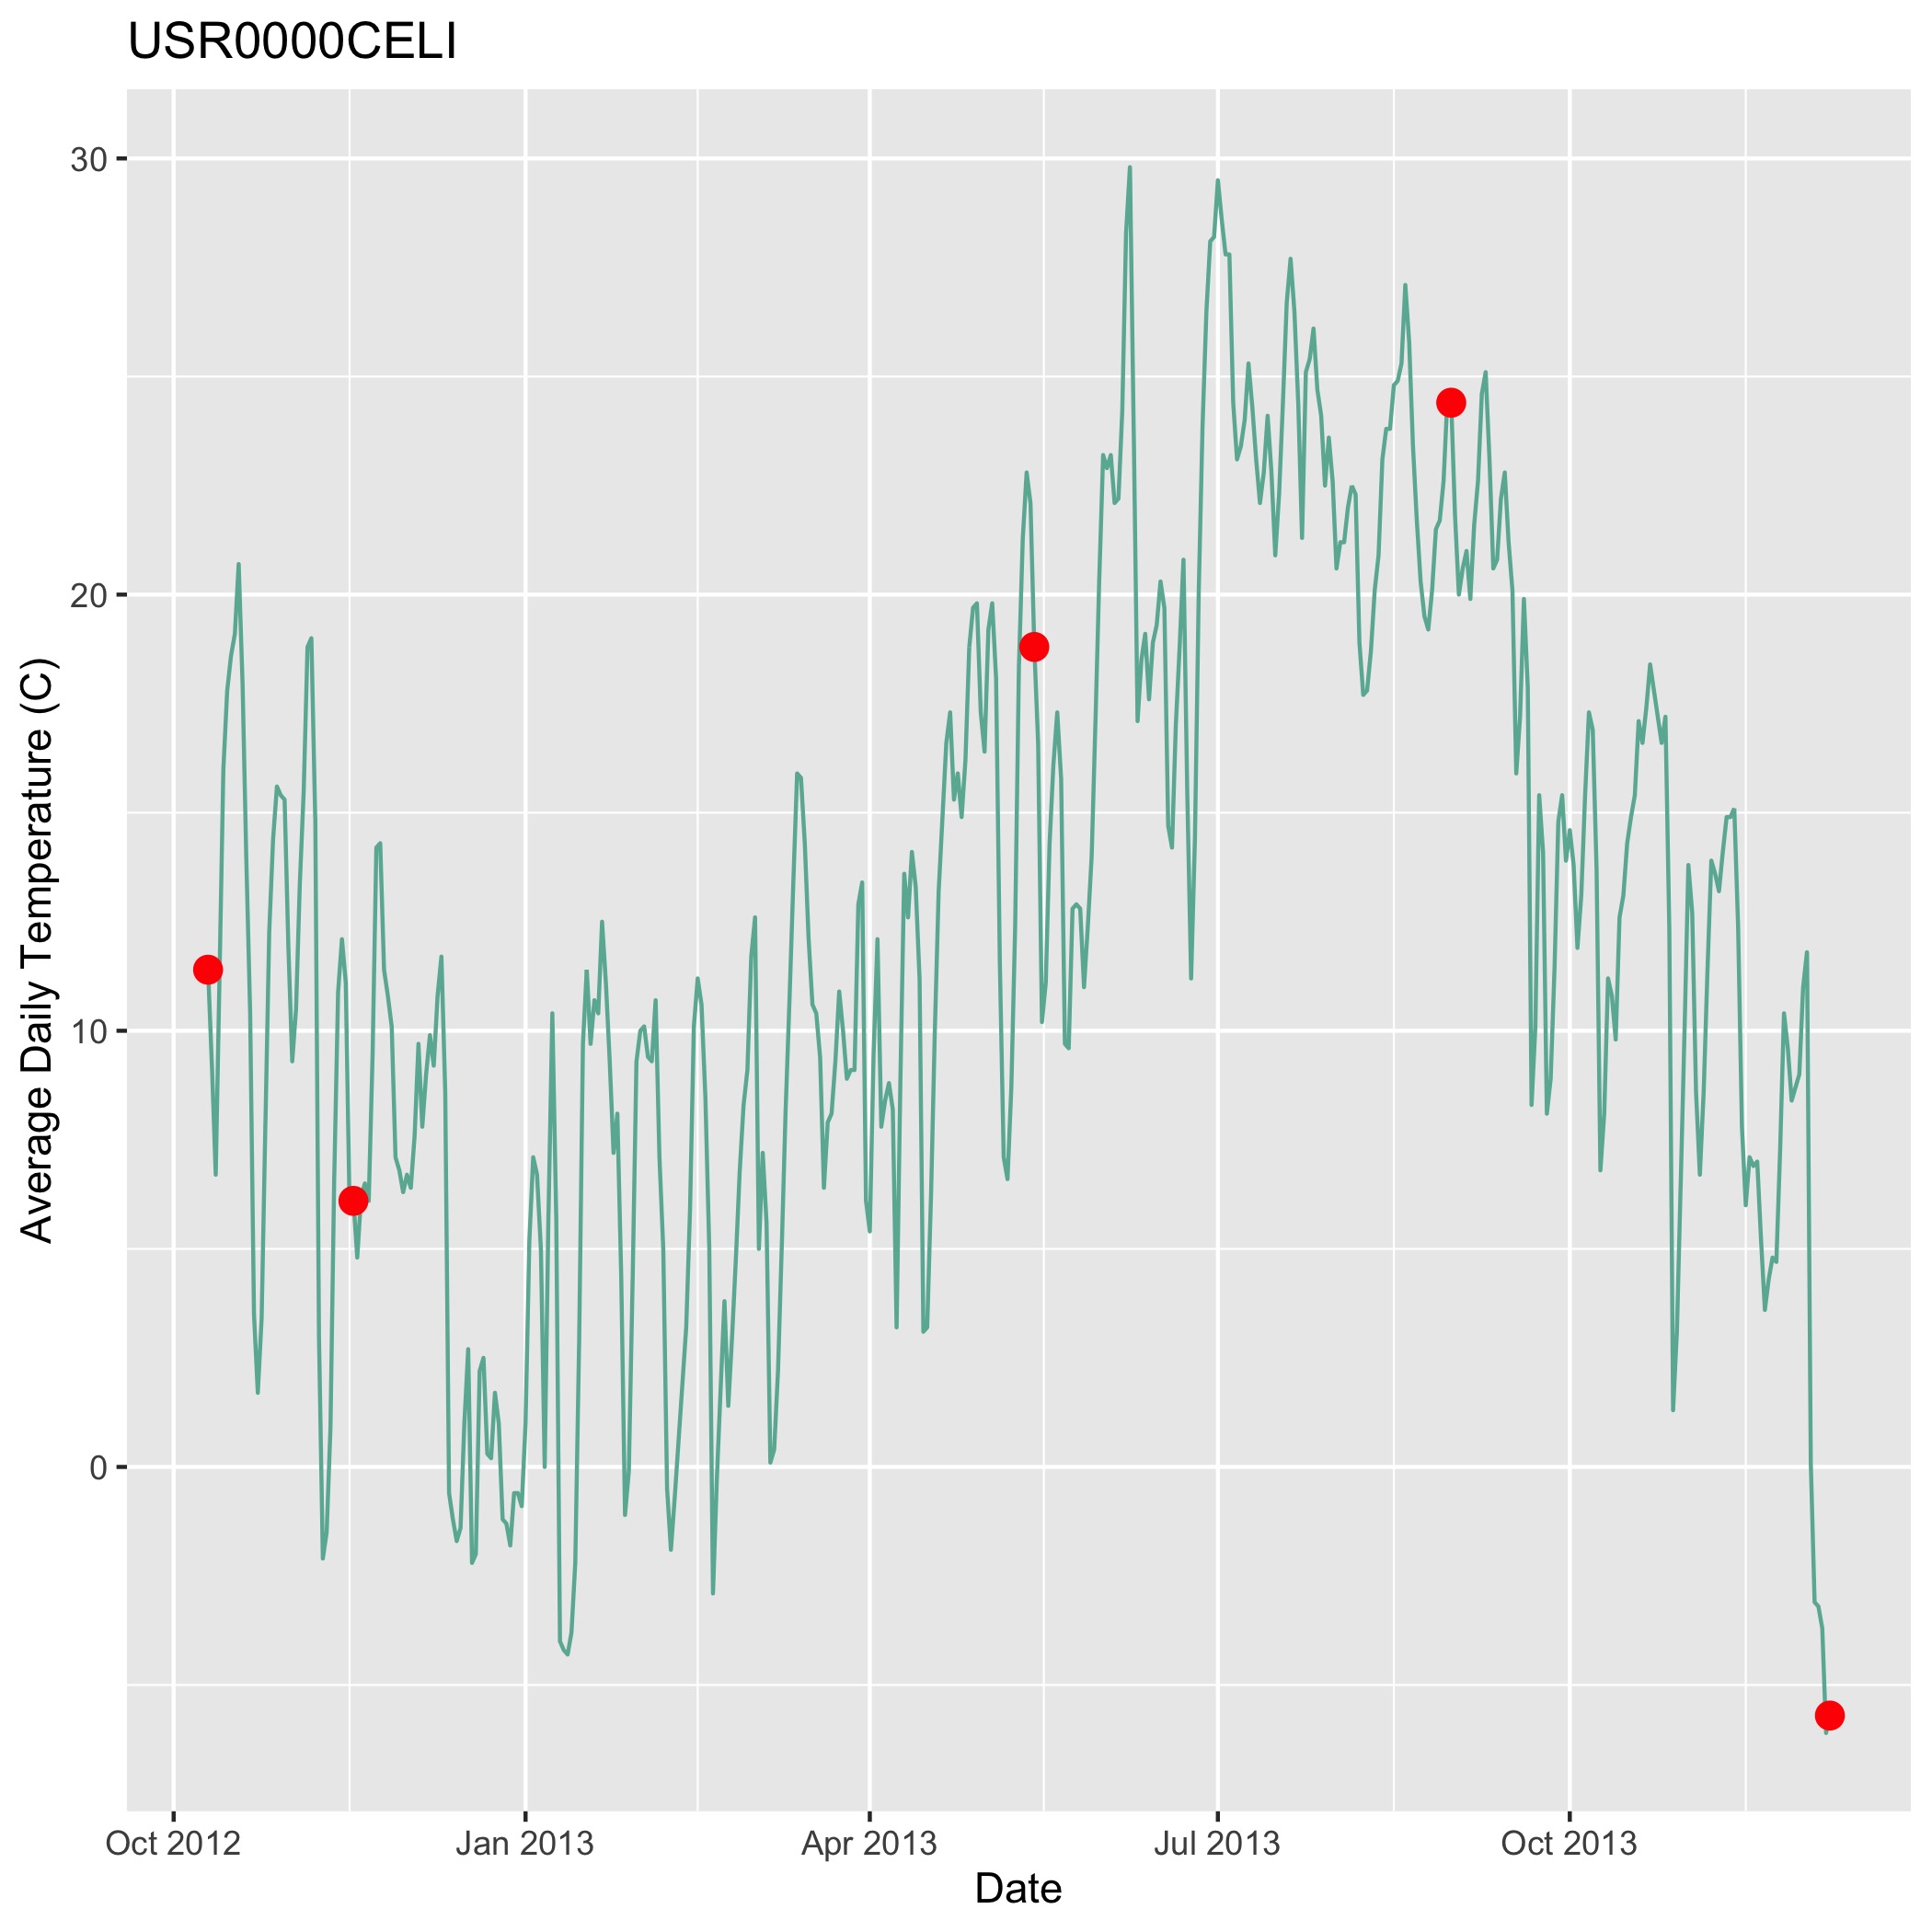 USR0000CELI
Average Daily Temperature (C)
30
20
10
0
Oct 2012
Jan 2013
Apr 2013
Jul 2013
Oct 2013
Date